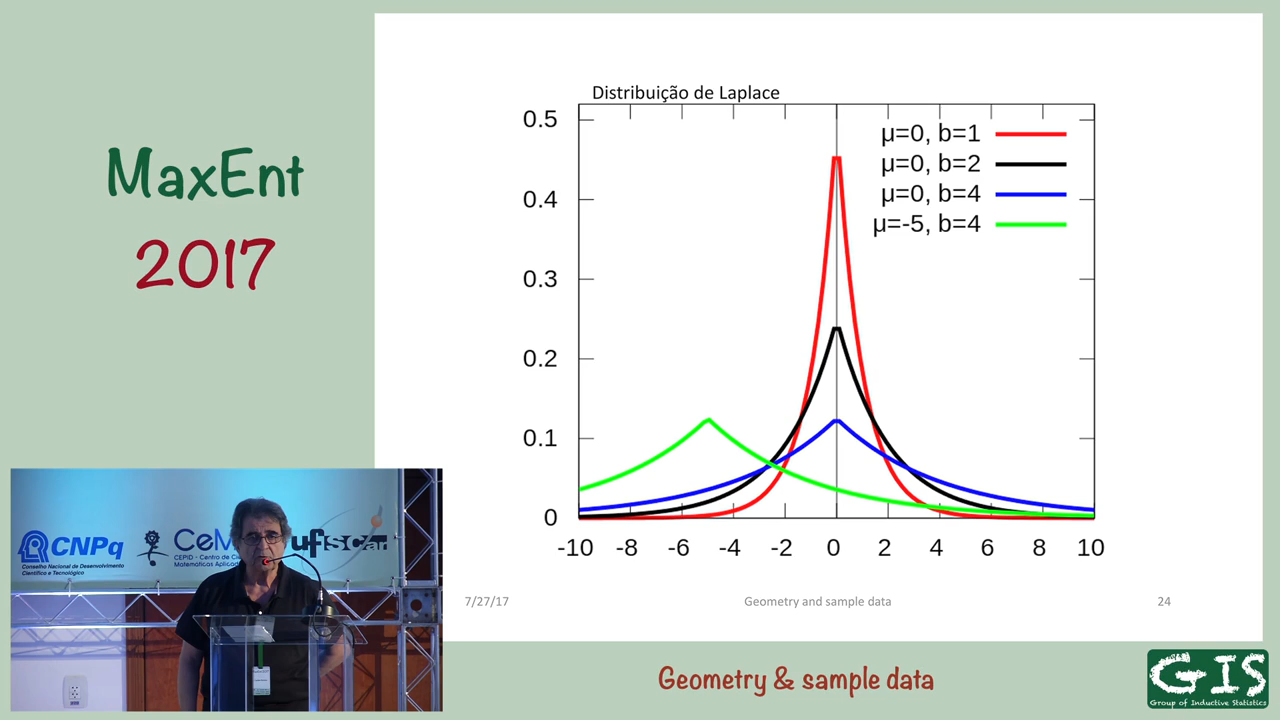 MaxEnt
2017
Distribuição de Laplace
0.5
0.4
0.3
0.2
0.1
0
µ=0, b=1
µ=0, b=2
µ=0, b=4
µ=-5, b=4
-10 -8 -6 -4 -2 0 2 4 6 8 10
7/27/17 Geometry and sample data 24
CNPq
Conselho Nacional de Desenvolvimento
Científico e Tecnológico
CeM
CEPID - Centro de Ci
Matemáticas Aplica
ufscar
Geometry & sample data
GIS
Group of Inductive Statistics